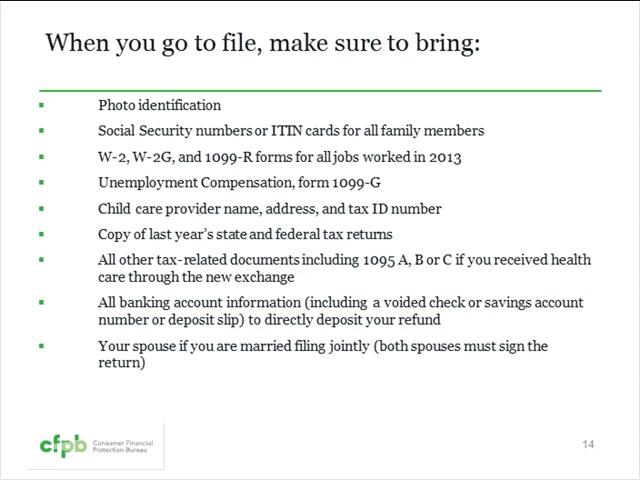 When you go to file, make sure to bring:
Photo identification
Social Security numbers or ITIN cards for all family members
W-2, W-2G, and 1099-R forms for all jobs worked in 2013
Unemployment Compensation, form 1099-G
Child care provider name, address, and tax ID number
Copy of last year's state and federal tax returns
All other tax-related documents including 1095 A, B or C if you received health
care through the new exchange
All banking account information (including a voided check or savings account
number or deposit slip) to directly deposit your refund
Your spouse if you are married filing jointly (both spouses must sign the
return)
cfpb Consumer Financial
Protection Bureau
14